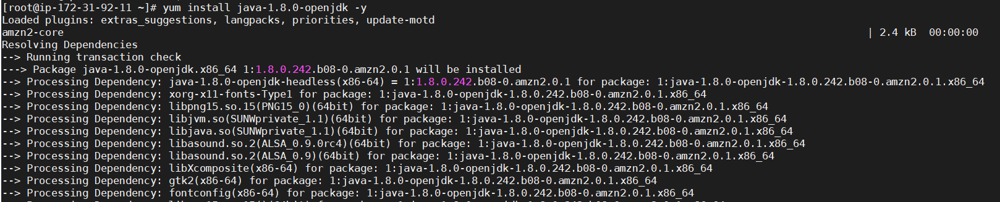 [root@ip-172-31-92-11 ~]# yum install java-1.8.0-openjdk -y
Loaded plugins: extras_suggestions, langpacks, priorities, update-motd
amzn2-core | 2.4 kB 00:00:00
Resolving Dependencies
--> Running transaction check
---> Package java-1.8.0-openjdk.x86_64 1:1.8.0.242.b08-0.amzn2.0.1 will be installed
--> Processing Dependency: java-1.8.0-openjdk-headless(x86-64) = 1:1.8.0.242.b08-0.amzn2.0.1 for package: 1:java-1.8.0-openjdk-1.8.0.242.b08-0.amzn2.0.1.x86_64
--> Processing Dependency: xorg-x11-fonts-Type1 for package: 1:java-1.8.0-openjdk-1.8.0.242.b08-0.amzn2.0.1.x86_64
--> Processing Dependency: libpng15.so.15(PNG15_0)(64bit) for package: 1:java-1.8.0-openjdk-1.8.0.242.b08-0.amzn2.0.1.x86_64
--> Processing Dependency: libjvm.so(SUNWprivate_1.1)(64bit) for package: 1:java-1.8.0-openjdk-1.8.0.242.b08-0.amzn2.0.1.x86_64
--> Processing Dependency: libjava.so(SUNWprivate_1.1)(64bit) for package: 1:java-1.8.0-openjdk-1.8.0.242.b08-0.amzn2.0.1.x86_64
--> Processing Dependency: libasound.so.2(ALSA_0.9.0rc4)(64bit) for package: 1:java-1.8.0-openjdk-1.8.0.242.b08-0.amzn2.0.1.x86_64
--> Processing Dependency: libasound.so.2(ALSA_0.9)(64bit) for package: 1:java-1.8.0-openjdk-1.8.0.242.b08-0.amzn2.0.1.x86_64
--> Processing Dependency: libXcomposite(x86-64) for package: 1:java-1.8.0-openjdk-1.8.0.242.b08-0.amzn2.0.1.x86_64
--> Processing Dependency: gtk2(x86-64) for package: 1:java-1.8.0-openjdk-1.8.0.242.b08-0.amzn2.0.1.x86_64
--> Processing Dependency: fontconfig(x86-64) for package: 1:java-1.8.0-openjdk-1.8.0.242.b08-0.amzn2.0.1.x86_64